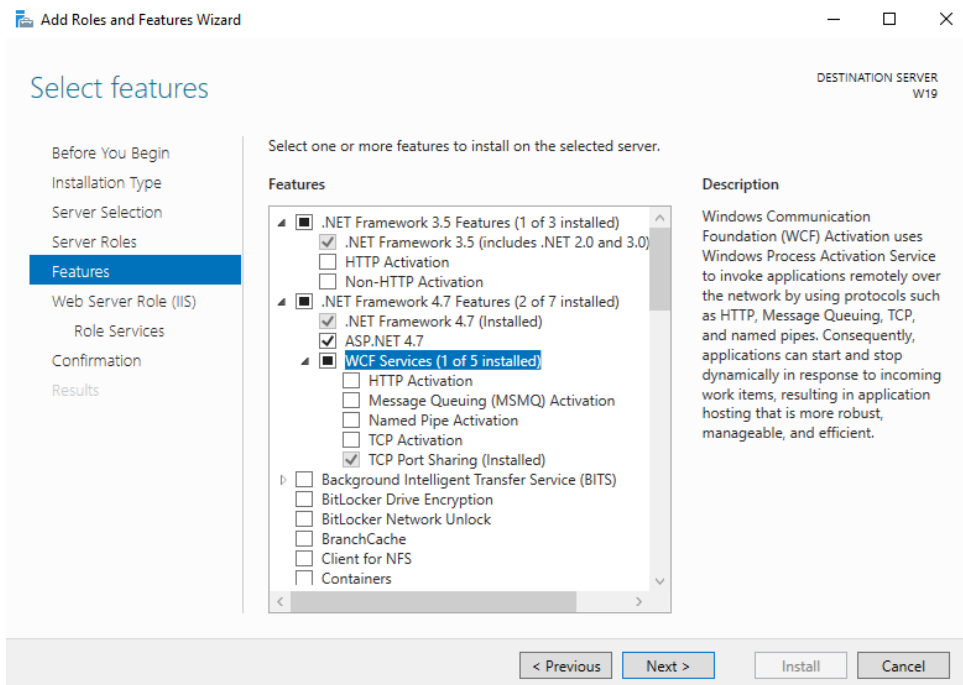 Add Roles and Features Wizard
Select features
DESTINATION SERVER
W19
Before You Begin
Installation Type
Server Selection
Server Roles
Features
Web Server Role (IIS)
Role Services
Confirmation
Results
Select one or more features to install on the selected server.
Features
.NET Framework 3.5 Features (1 of 3 installed)
.NET Framework 3.5 (includes .NET 2.0 and 3.0)
HTTP Activation
Non-HTTP Activation
.NET Framework 4.7 Features (2 of 7 installed)
.NET Framework 4.7 (Installed)
ASP.NET 4.7
WCF Services (1 of 5 installed)
HTTP Activation
Message Queuing (MSMQ) Activation
Named Pipe Activation
TCP Activation
TCP Port Sharing (Installed)
Background Intelligent Transfer Service (BITS)
BitLocker Drive Encryption
BitLocker Network Unlock
BranchCache
Client for NFS
Containers
Description
Windows Communication
Foundation (WCF) Activation uses
Windows Process Activation Service
to invoke applications remotely over
the network by using protocols such
as HTTP, Message Queuing, TCP,
and named pipes. Consequently,
applications can start and stop
dynamically in response to incoming
work items, resulting in application
hosting that is more robust,
manageable, and efficient.
< Previous
Next >
Install
Cancel